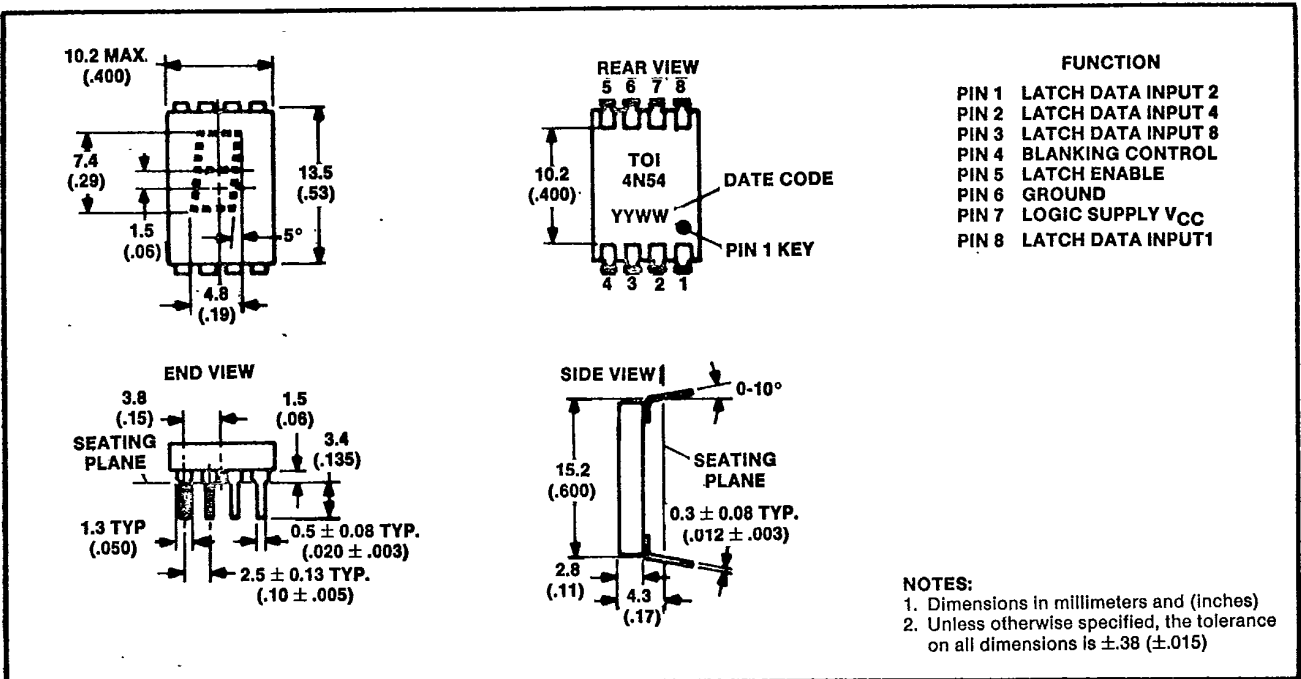 10.2 MAX.
(.400)
7.4
(.29)
1.5
(.06)
13.5
(.53)
5°
4.8
(.19)
REAR VIEW
5 6 7 8
10.2
(.400)
TOI
4N54
YYWW
DATE CODE
PIN 1 KEY
4 3 2 1
FUNCTION
PIN 1 LATCH DATA INPUT 2
PIN 2 LATCH DATA INPUT 4
PIN 3 LATCH DATA INPUT 8
PIN 4 BLANKING CONTROL
PIN 5 LATCH ENABLE
PIN 6 GROUND
PIN 7 LOGIC SUPPLY VCC
PIN 8 LATCH DATA INPUT1
END VIEW
3.8
(.15)
1.5
(.06)
SEATING
PLANE
3.4
(.135)
1.3 TYP
(.050)
0.5 ± 0.08 TYP.
(.020 ± .003)
2.5 ± 0.13 TYP.
(.10 ± .005)
SIDE VIEW
0-10°
15.2
(.600)
SEATING
PLANE
0.3 ± 0.08 TYP.
(.012 ± .003)
2.8
(.11)
4.3
(.17)
NOTES:
1. Dimensions in millimeters and (inches)
2. Unless otherwise specified, the tolerance
on all dimensions is ±.38 (±.015)